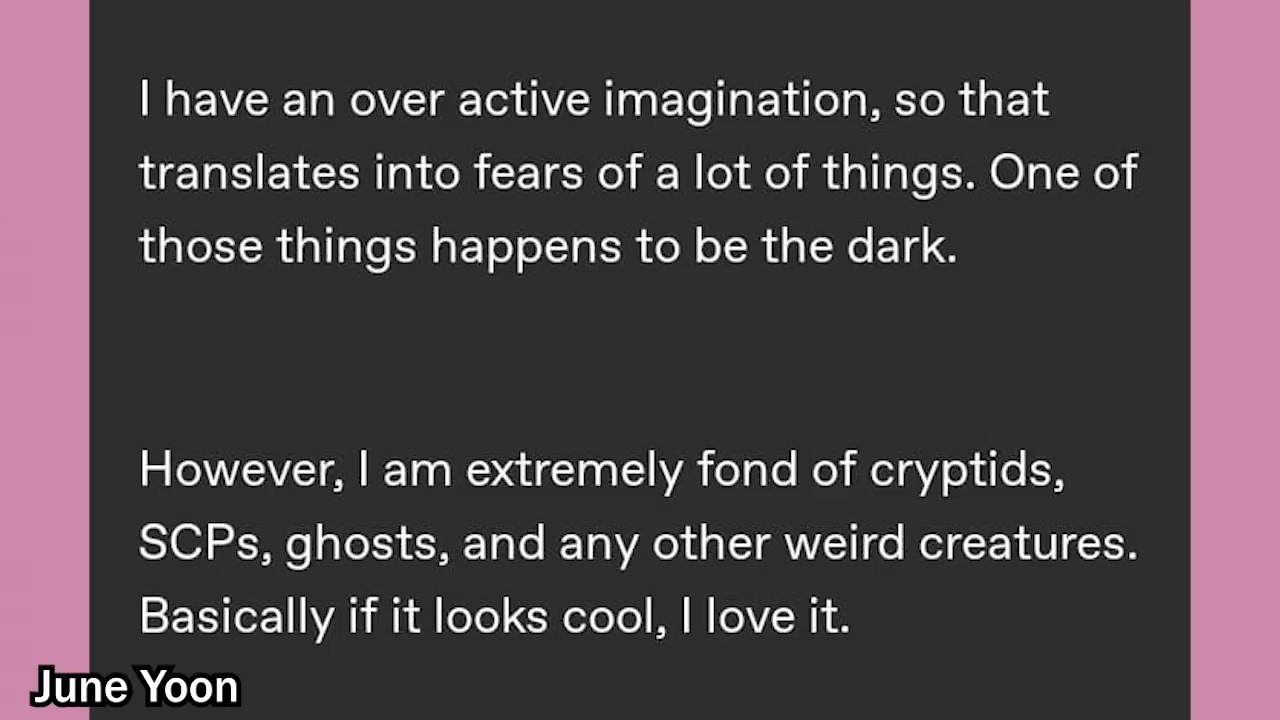 I have an over active imagination, so that
translates into fears of a lot of things. One of
those things happens to be the dark.
However, I am extremely fond of cryptids,
SCPs, ghosts, and any other weird creatures.
Basically if it looks cool, I love it.
June Yoon